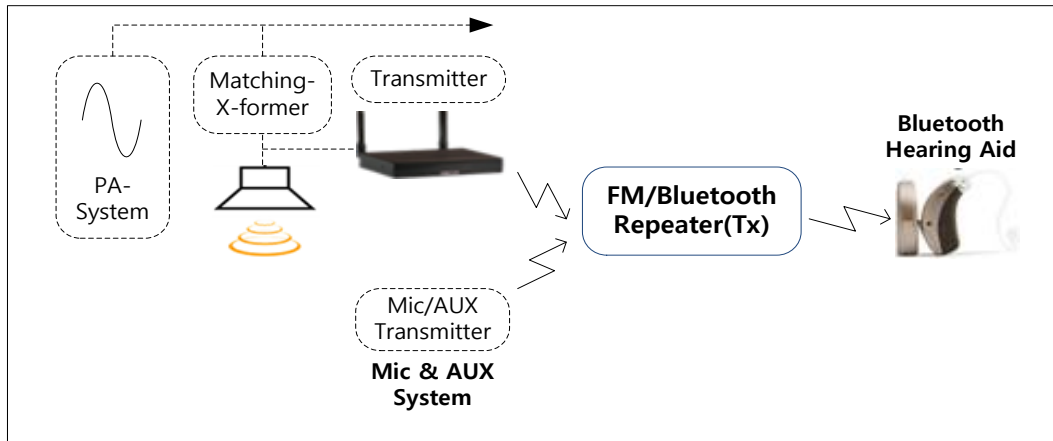 PA-
System
Matching-
X-former
Transmitter
Mic/AUX
Transmitter
Mic & AUX
System
FM/Bluetooth
Repeater(Tx)
Bluetooth
Hearing Aid